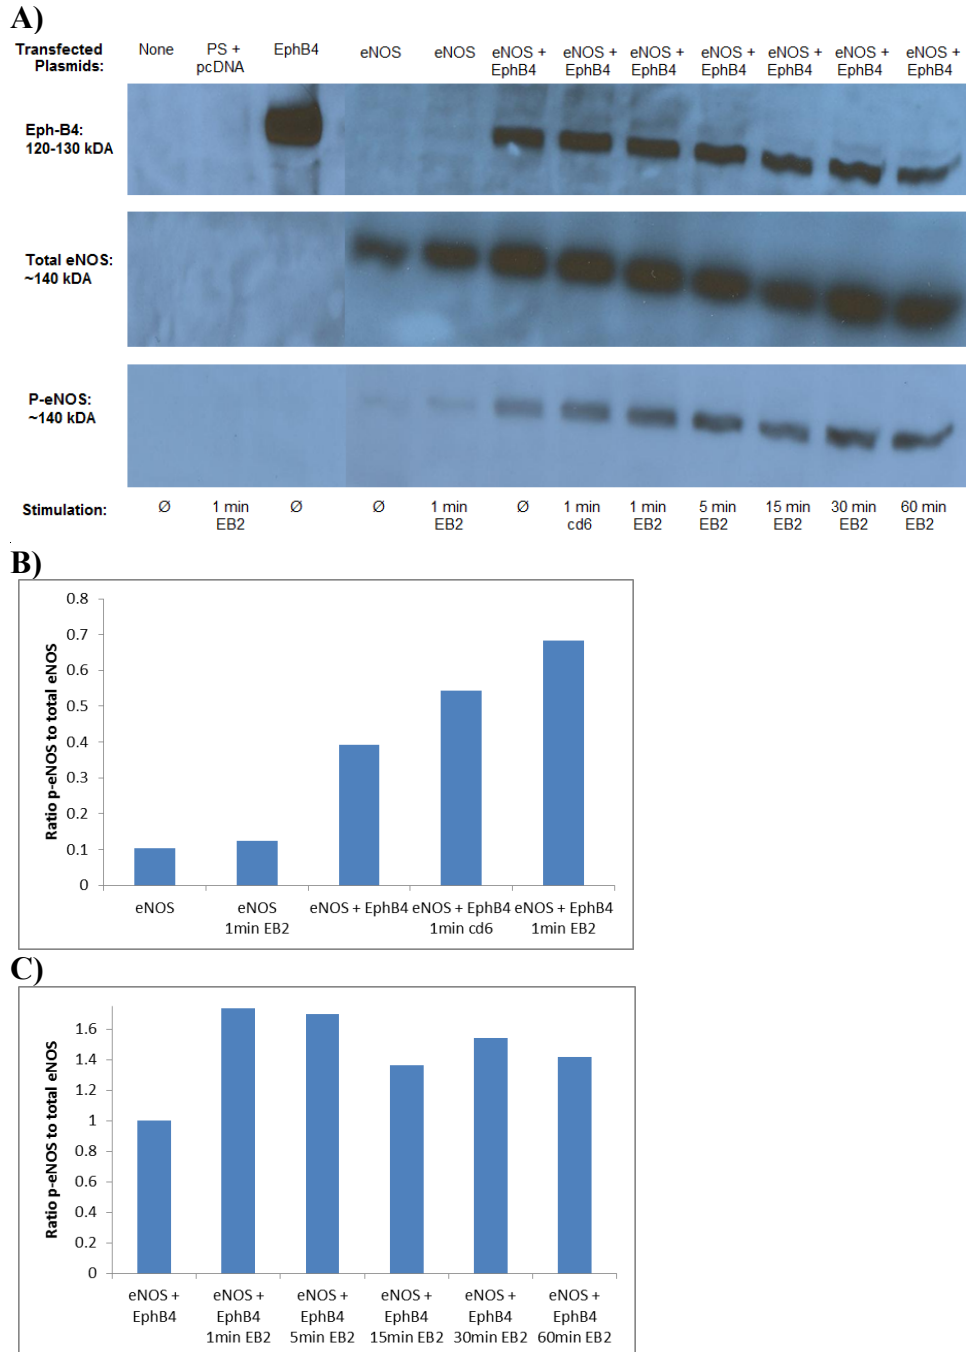 A)
Transfected Plasmids:
None
PS + pcDNA
EphB4
eNOS
eNOS
eNOS + EphB4
eNOS + EphB4
eNOS + EphB4
eNOS + EphB4
eNOS + EphB4
eNOS + EphB4
eNOS + EphB4
Eph-B4:
120-130 kDA
Total eNOS:
~140 kDA
P-eNOS:
~140 kDA
Stimulation:
Ø
1 min EB2
Ø
Ø
1 min EB2
Ø
1 min cd6
1 min EB2
5 min EB2
15 min EB2
30 min EB2
60 min EB2
B)
Ratio p-eNOS to total eNOS
0.8
0.7
0.6
0.5
0.4
0.3
0.2
0.1
0
eNOS
eNOS 1min EB2
eNOS + EphB4
eNOS + EphB4 1min cd6
eNOS + EphB4 1min EB2
C)
Ratio p-eNOS to total eNOS
1.6
1.4
1.2
1
0.8
0.6
0.4
0.2
0
eNOS + EphB4
eNOS + EphB4 1min EB2
eNOS + EphB4 5min EB2
eNOS + EphB4 15min EB2
eNOS + EphB4 30min EB2
eNOS + EphB4 60min EB2